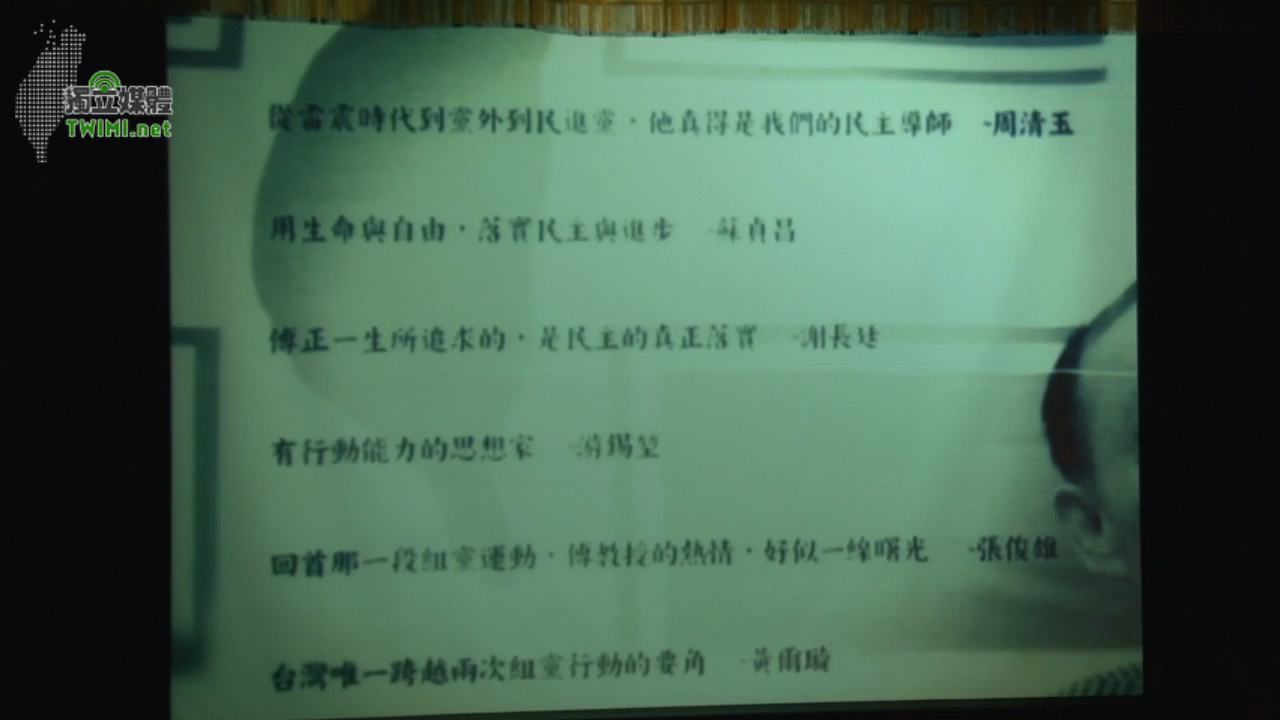 獨立媒體
TWIMI.net
從雷震時代到黨外到民進黨，他真得是我們的民主導師 -周清玉
用生命與自由，落實民主與進步 -蘇貞昌
傅正一生所追求的，是民主的真正落實 -謝長廷
有行動能力的思想家 -游錫堃
回首那一段組黨運動，傅教授的熱情，好似一線曙光 -張俊雄
台灣唯一跨越兩次組黨行動的要角 -黃爾璇